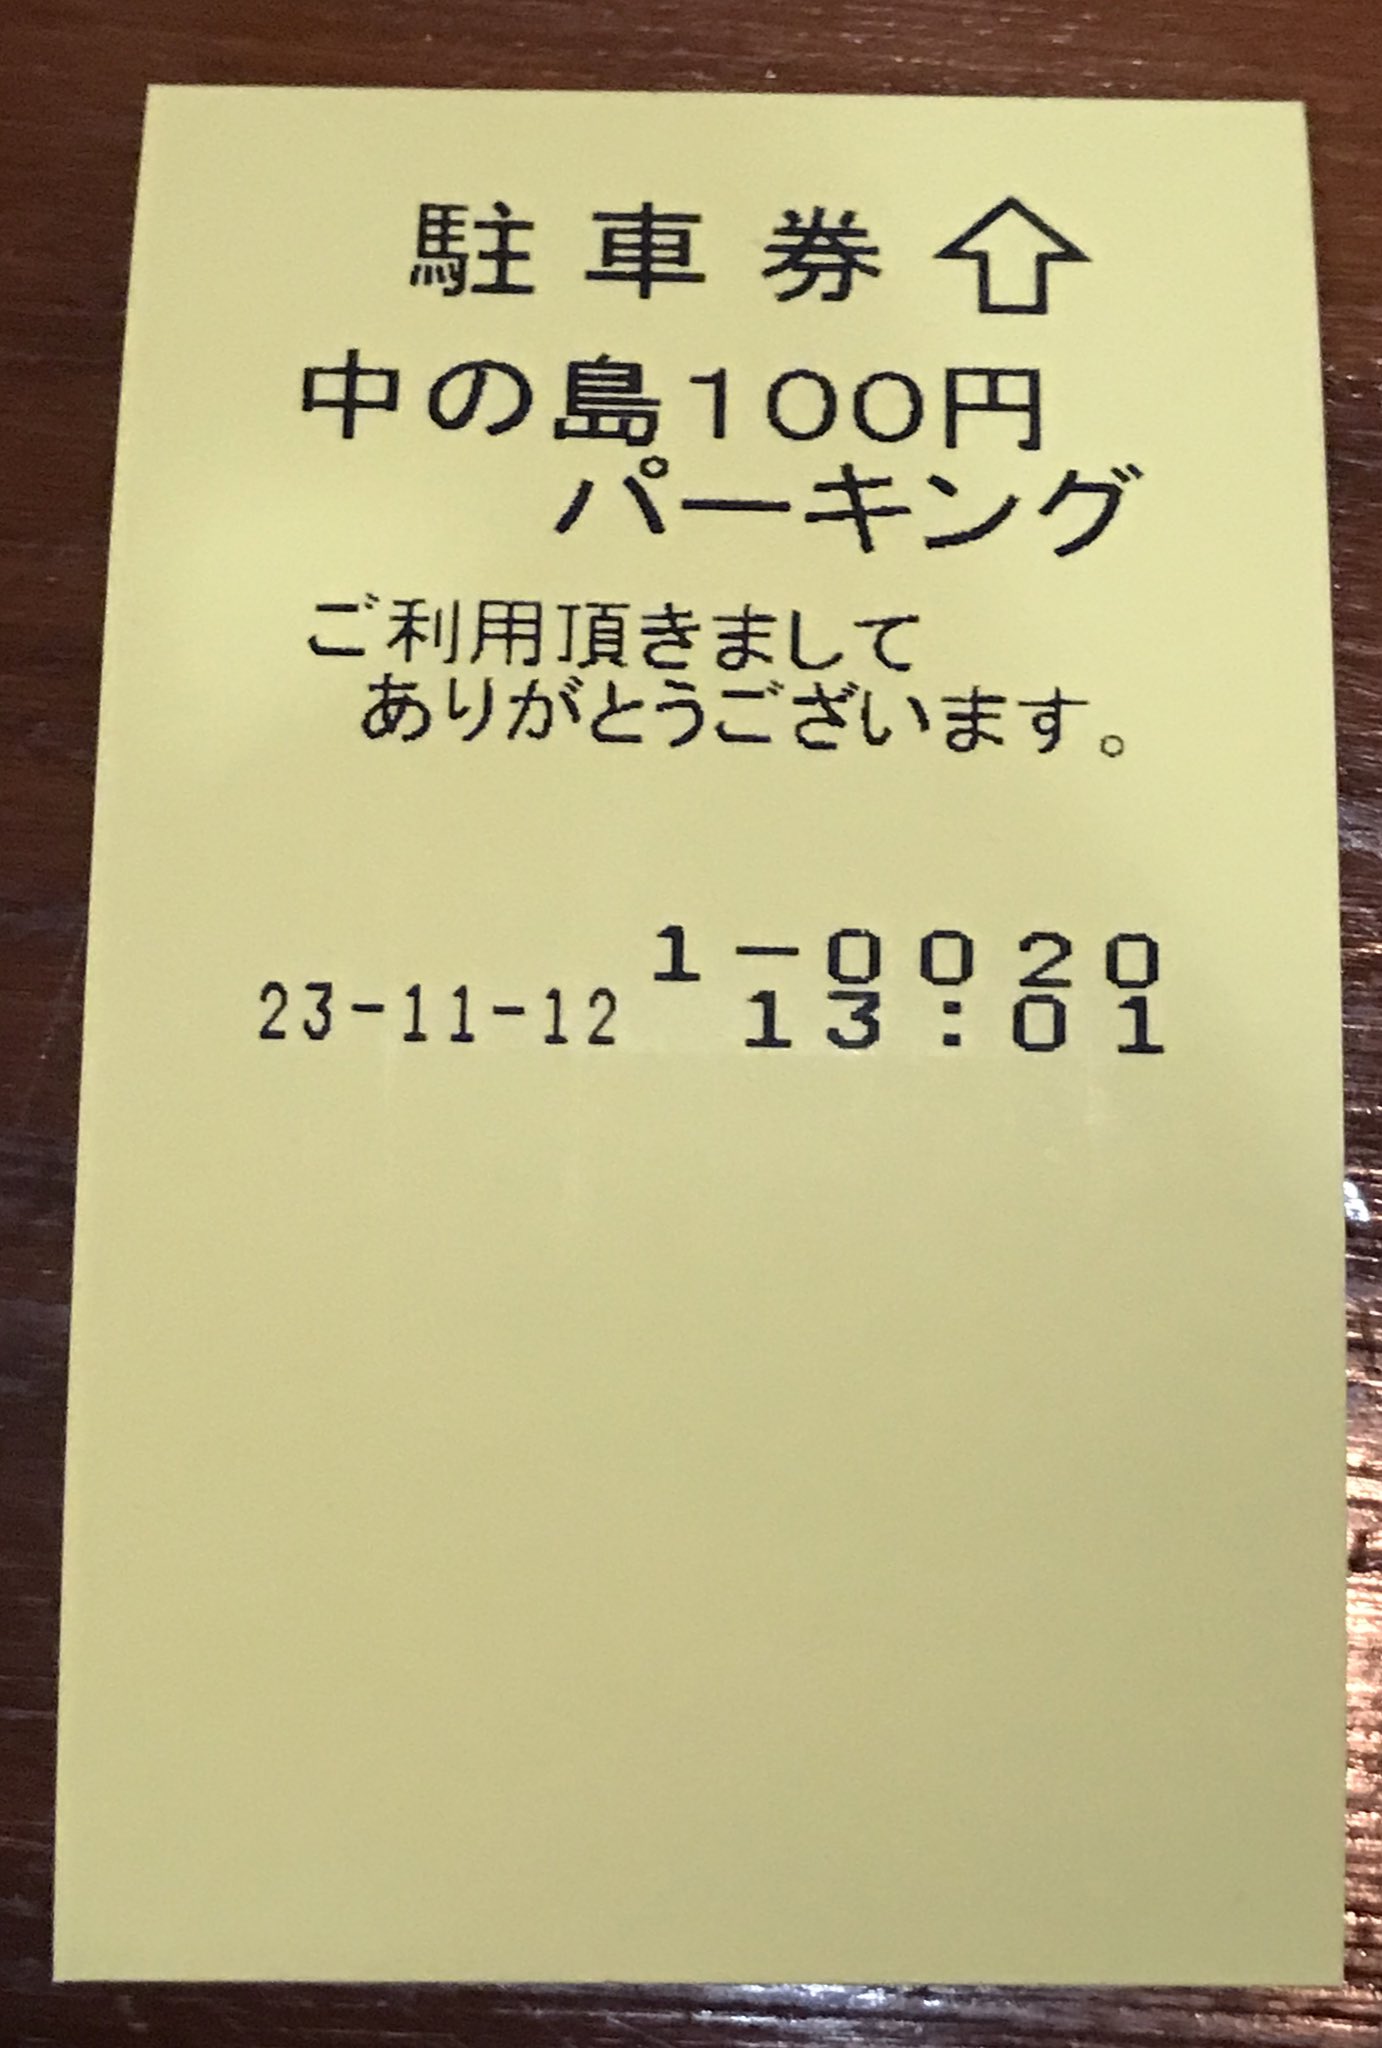 駐車券⇧
中の島100円
パーキング
ご利用頂きまして
ありがとうございます。
1-0020
23-11-12 13:01